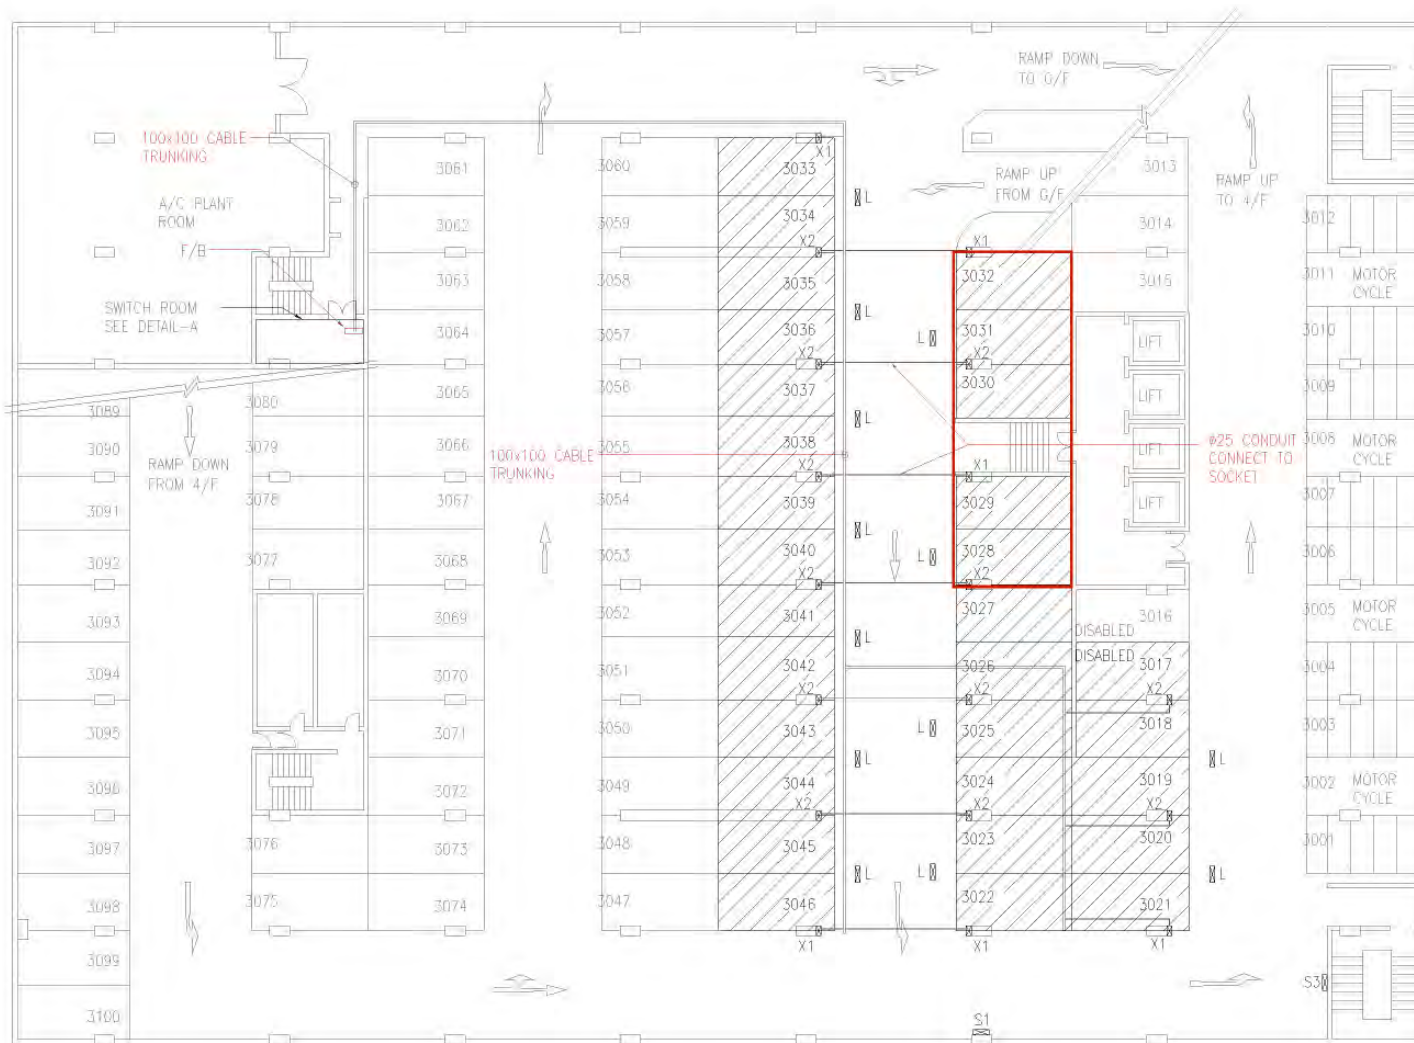 RAMP DOWN
TO G/F
100x100 CABLE
TRUNKING
A/C PLANT
ROOM
F/B
SWITCH ROOM
SEE DETAIL-A
RAMP UP
FROM G/F
RAMP UP
TO 4/F
RAMP DOWN
FROM 4/F
100x100 CABLE
TRUNKING
ø25 CONDUIT
CONNECT TO
SOCKET
LIFT
LIFT
LIFT
LIFT
DISABLED
DISABLED
MOTOR
CYCLE
MOTOR
CYCLE
MOTOR
CYCLE
MOTOR
CYCLE
3089
3090
3091
3092
3093
3094
3095
3096
3097
3098
3099
3100
3080
3079
3078
3077
3076
3075
3061
3062
3063
3064
3065
3066
3067
3068
3069
3070
3071
3072
3073
3074
3060
3059
3058
3057
3056
3055
3054
3053
3052
3051
3050
3049
3048
3047
3033
3034
3035
3036
3037
3038
3039
3040
3041
3042
3043
3044
3045
3046
X1
X2
X2
X2
X2
X2
X2
X1
L
L
L
L
L
L
L
L
L
L
L
3032
3031
3030
3029
3028
3027
3026
3025
3024
3023
3022
X1
X2
X1
X2
X2
X2
X1
3013
3014
3015
3016
3017
3018
3019
3020
3021
X2
X2
X1
L
L
3012
3011
3010
3009
3008
3007
3006
3005
3004
3003
3002
3001
S3
S1